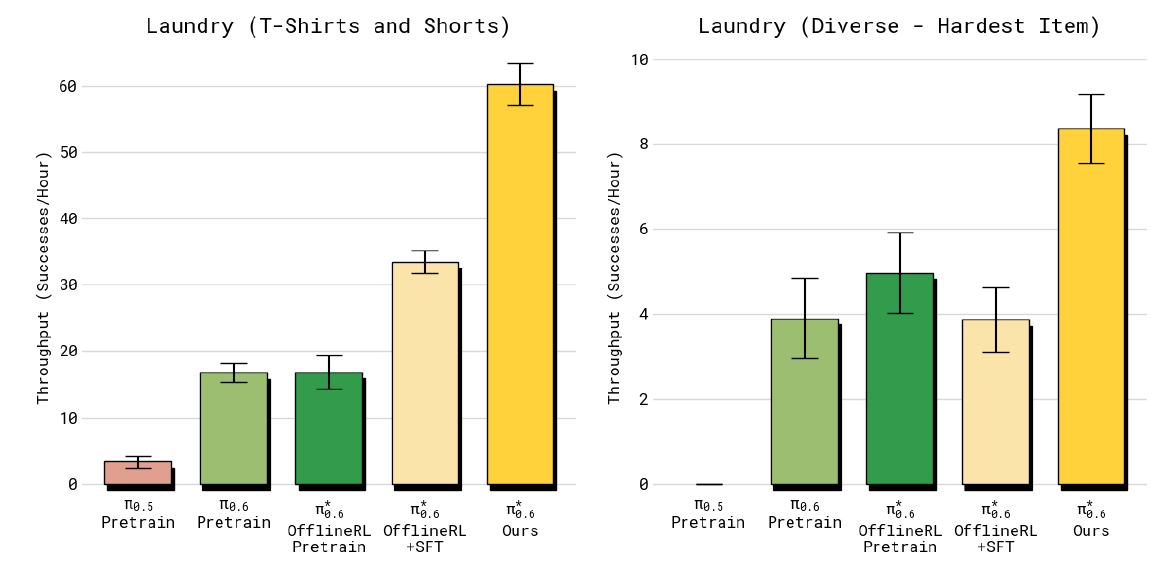 Laundry (T-Shirts and Shorts)
Throughput (Successes/Hour)
60
50
40
30
20
10
0
π0.5
Pretrain
π0.6
Pretrain
π*0.6
OfflineRL
Pretrain
π*0.6
OfflineRL
+SFT
π*0.6
Ours
Laundry (Diverse - Hardest Item)
Throughput (Successes/Hour)
10
8
6
4
2
0
π0.5
Pretrain
π0.6
Pretrain
π*0.6
OfflineRL
Pretrain
π*0.6
OfflineRL
+SFT
π*0.6
Ours